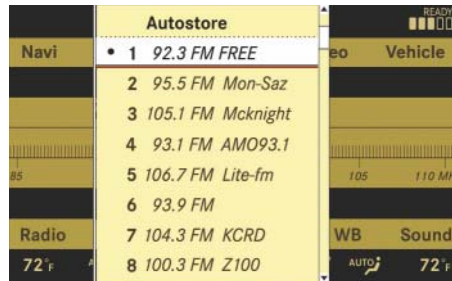 Autostore
READY
Navi
• 1 92.3 FM FREE
eo Vehicle
2 95.5 FM Mon-Saz
3 105.1 FM Mcknight
4 93.1 FM AMO93.1
85
5 106.7 FM Lite-fm
105 110
6 93.9 FM
Radio
7 104.3 FM KCRD
WB Sound
72°F
8 100.3 FM Z100
AUTO
72°F